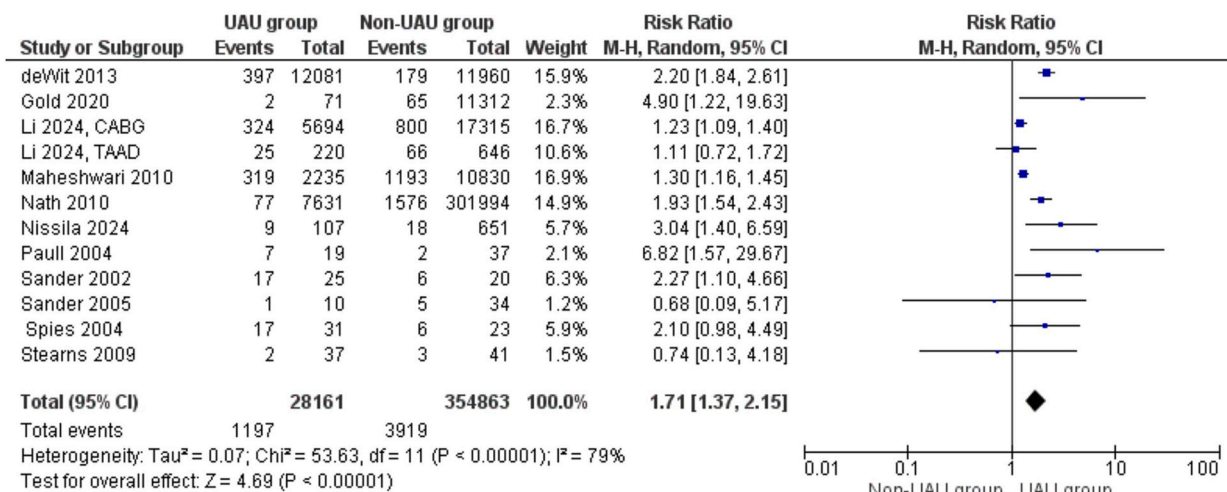 UAU group Non-UAU group Risk Ratio Risk Ratio
Study or Subgroup Events Total Events Total Weight M-H, Random, 95% CI M-H, Random, 95% CI
deWit 2013 397 12081 179 11960 15.9% 2.20 [1.84, 2.61]
Gold 2020 2 71 65 11312 2.3% 4.90 [1.22, 19.63]
Li 2024, CABG 324 5694 800 17315 16.7% 1.23 [1.09, 1.40]
Li 2024, TAAD 25 220 66 646 10.6% 1.11 [0.72, 1.72]
Maheshwari 2010 319 2235 1193 10830 16.9% 1.30 [1.16, 1.45]
Nath 2010 77 7631 1576 301994 14.9% 1.93 [1.54, 2.43]
Nissila 2024 9 107 18 651 5.7% 3.04 [1.40, 6.59]
Paull 2004 7 19 2 37 2.1% 6.82 [1.57, 29.67]
Sander 2002 17 25 6 20 6.3% 2.27 [1.10, 4.66]
Sander 2005 1 10 5 34 1.2% 0.68 [0.09, 5.17]
Spies 2004 17 31 6 23 5.9% 2.10 [0.98, 4.49]
Stearns 2009 2 37 3 41 1.5% 0.74 [0.13, 4.18]
Total (95% CI) 28161 354863 100.0% 1.71 [1.37, 2.15]
Total events 1197 3919
Heterogeneity: Tau² = 0.07; Chi² = 53.63, df = 11 (P < 0.00001); I² = 79%
Test for overall effect: Z = 4.69 (P < 0.00001)
0.01 0.1 1 10 100
Non-UAU group UAU group